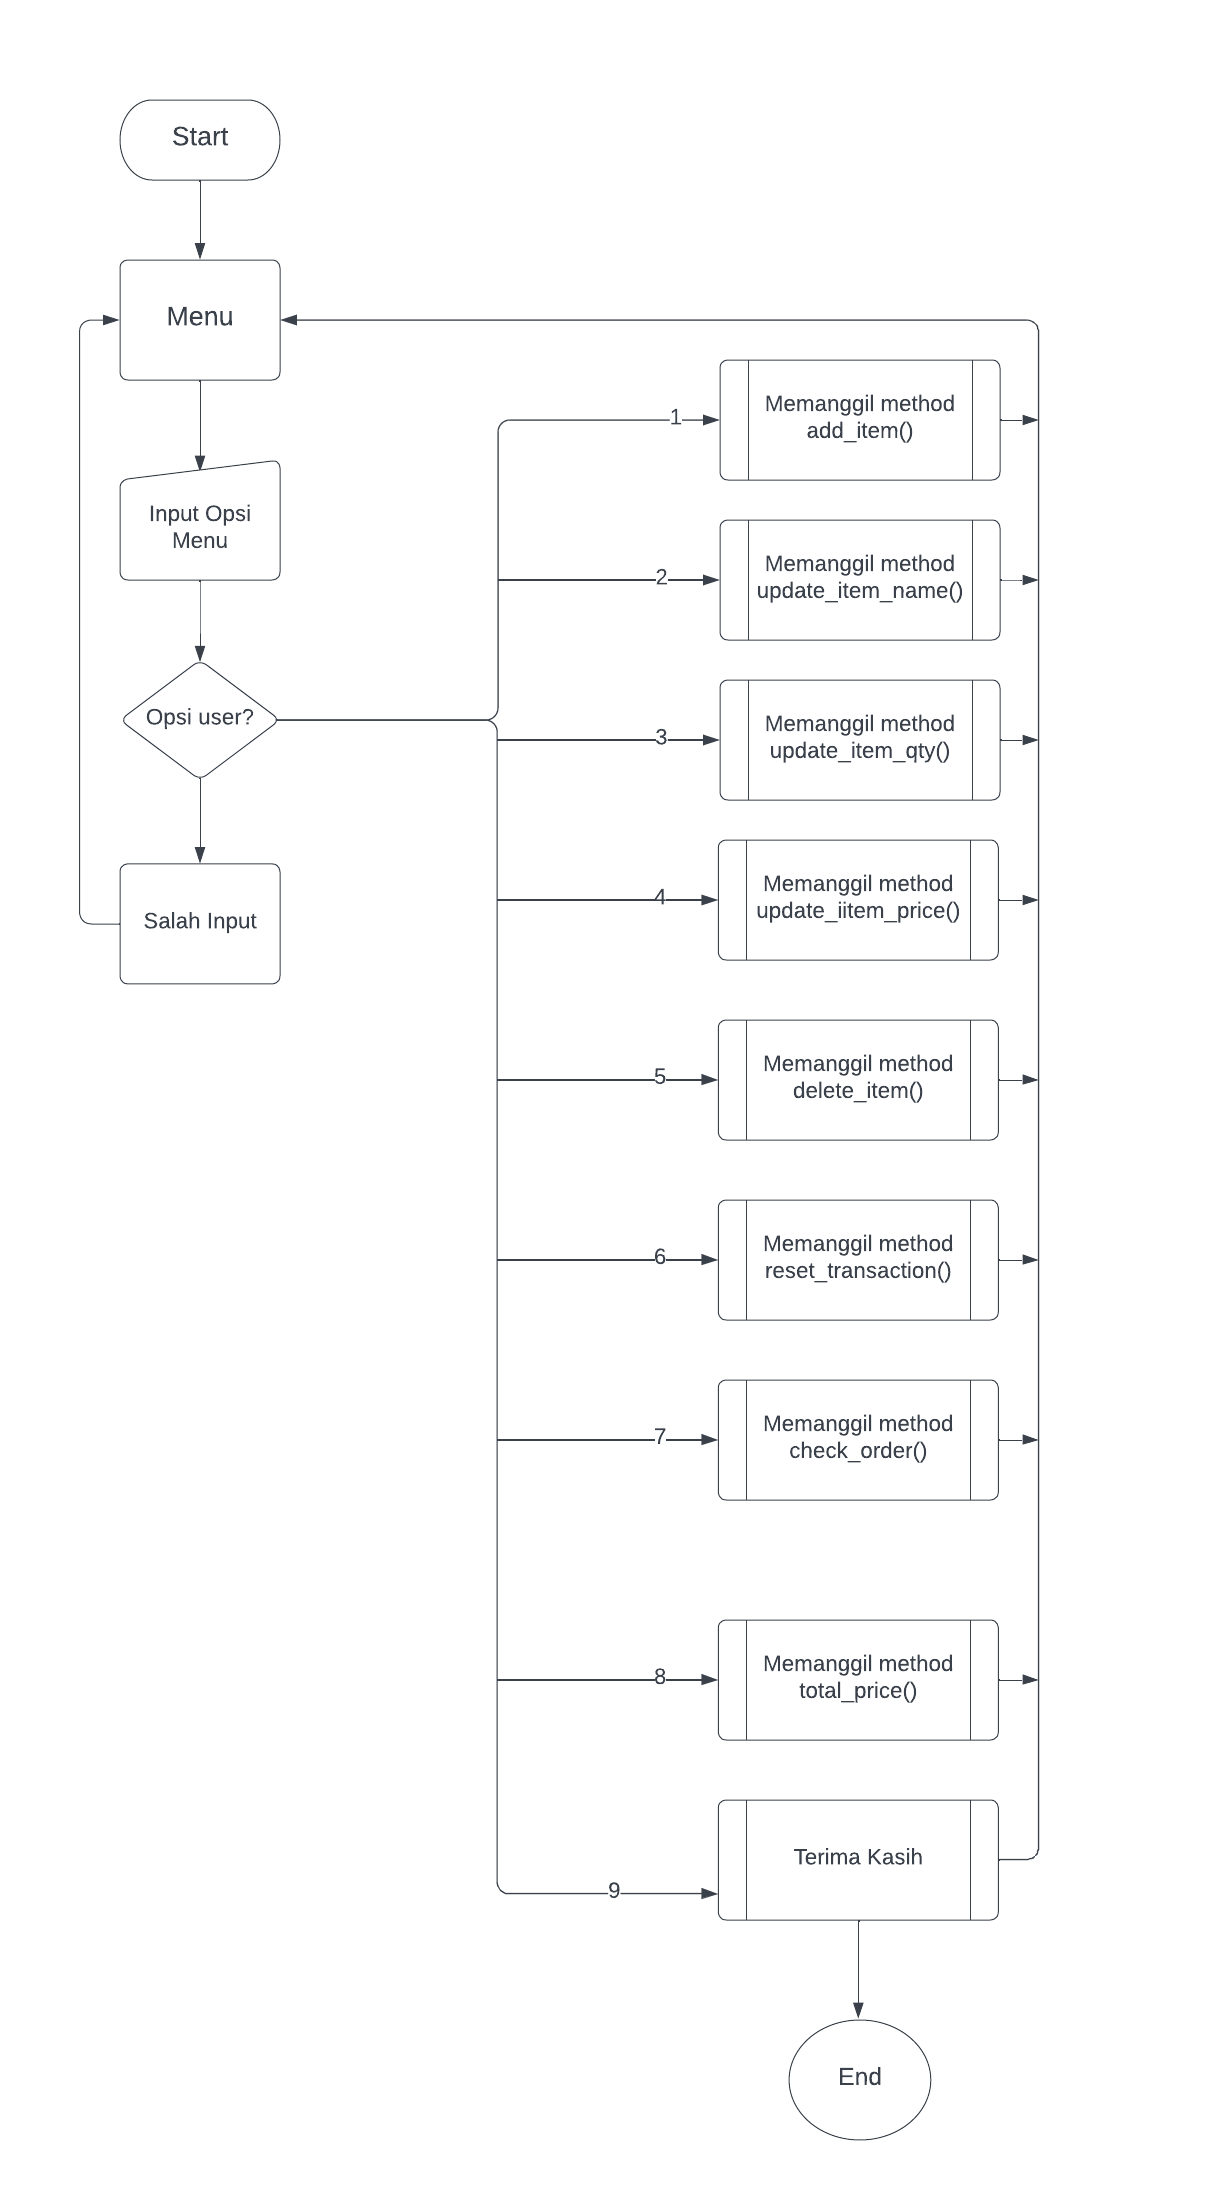 Start
Menu
Input Opsi
Menu
Opsi user?
Salah Input
1
Memanggil method
add_item()
2
Memanggil method
update_item_name()
3
Memanggil method
update_item_qty()
4
Memanggil method
update_iitem_price()
5
Memanggil method
delete_item()
6
Memanggil method
reset_transaction()
7
Memanggil method
check_order()
8
Memanggil method
total_price()
9
Terima Kasih
End